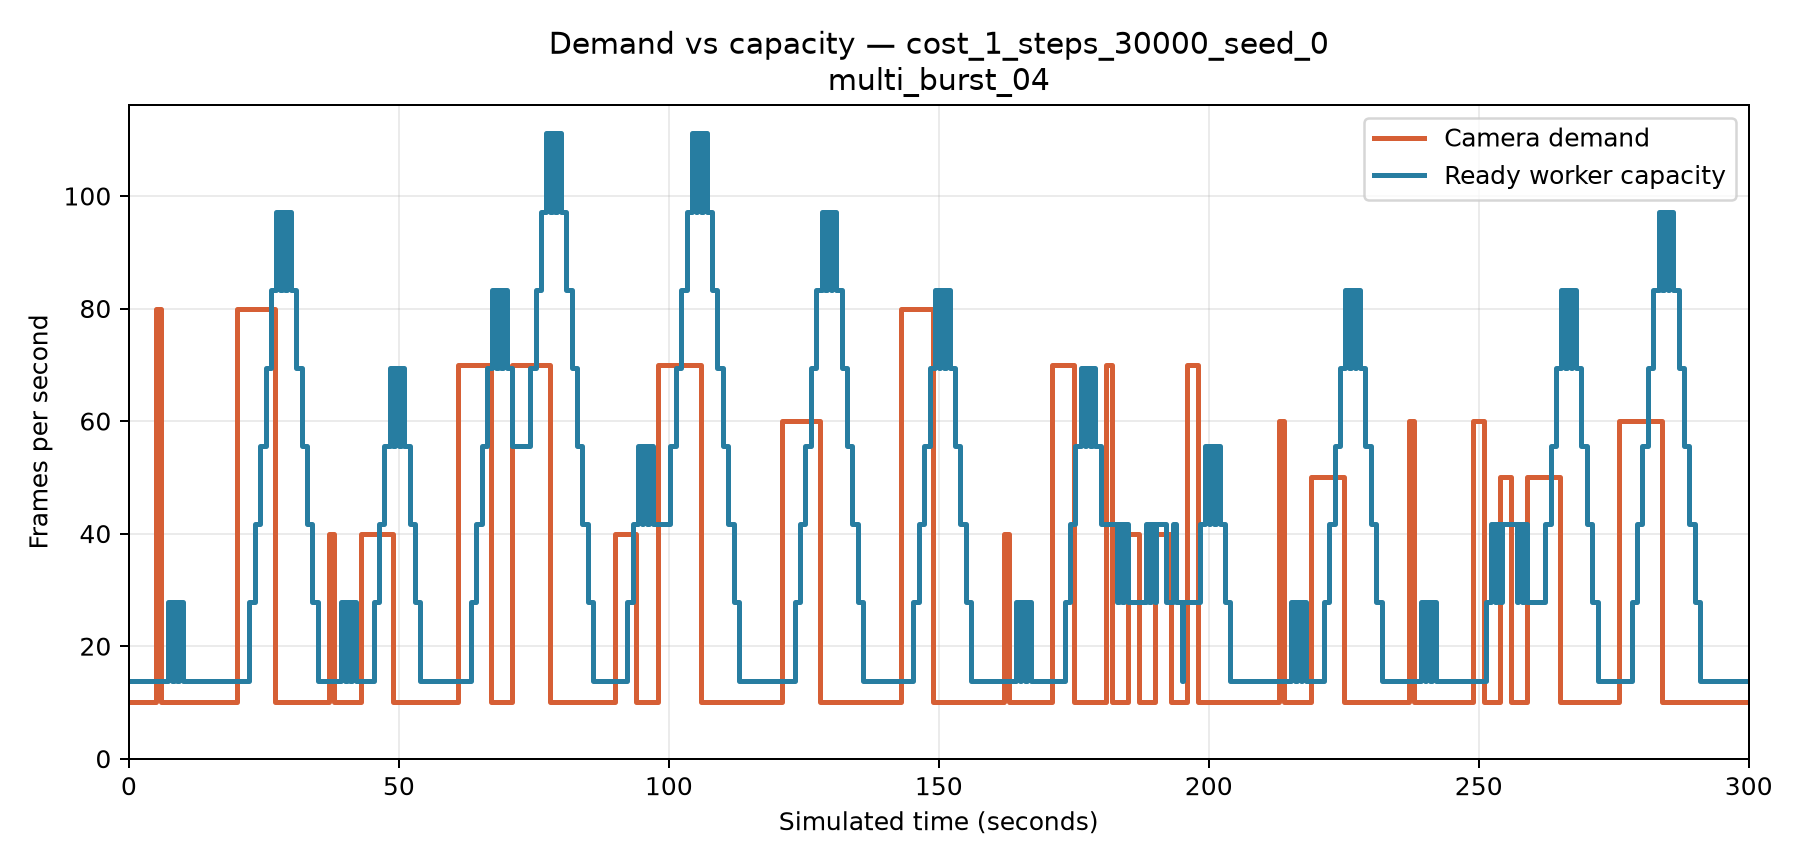 Demand vs capacity — cost_1_steps_30000_seed_0
multi_burst_04
Camera demand
Ready worker capacity
Frames per second
100
80
60
40
20
0
0 50 100 150 200 250 300
Simulated time (seconds)